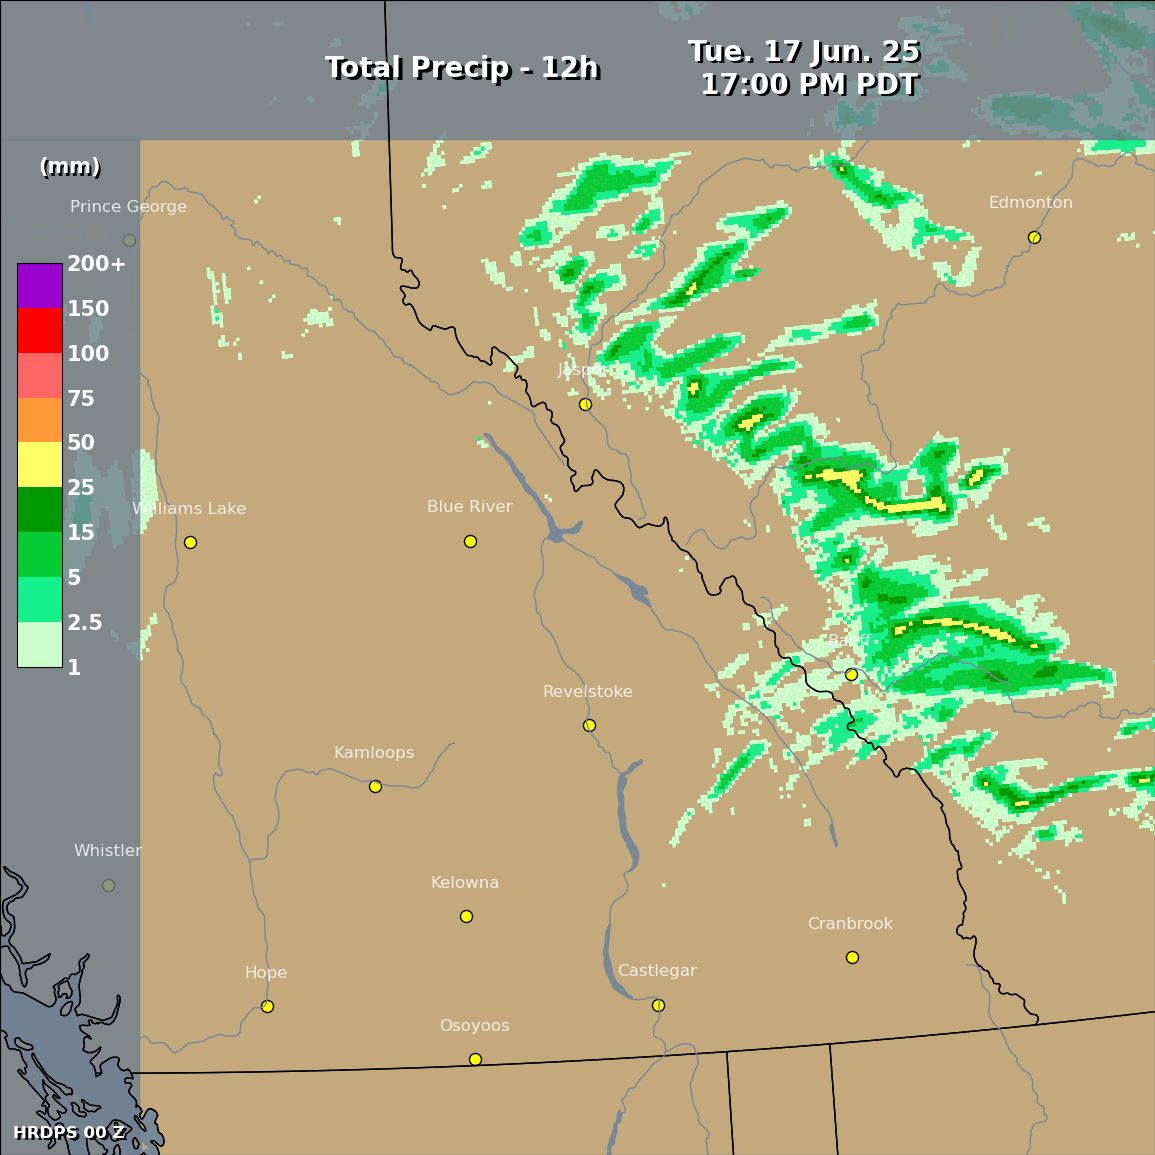 Total Precip - 12h
Tue. 17 Jun. 25
17:00 PM PDT
(mm)
Prince George
Edmonton
200+
150
100
75
50
25
15
5
2.5
1
Jasper
Williams Lake
Blue River
Banff
Revelstoke
Kamloops
Whistler
Kelowna
Cranbrook
Hope
Castlegar
Osoyoos
HRDPS 00 Z